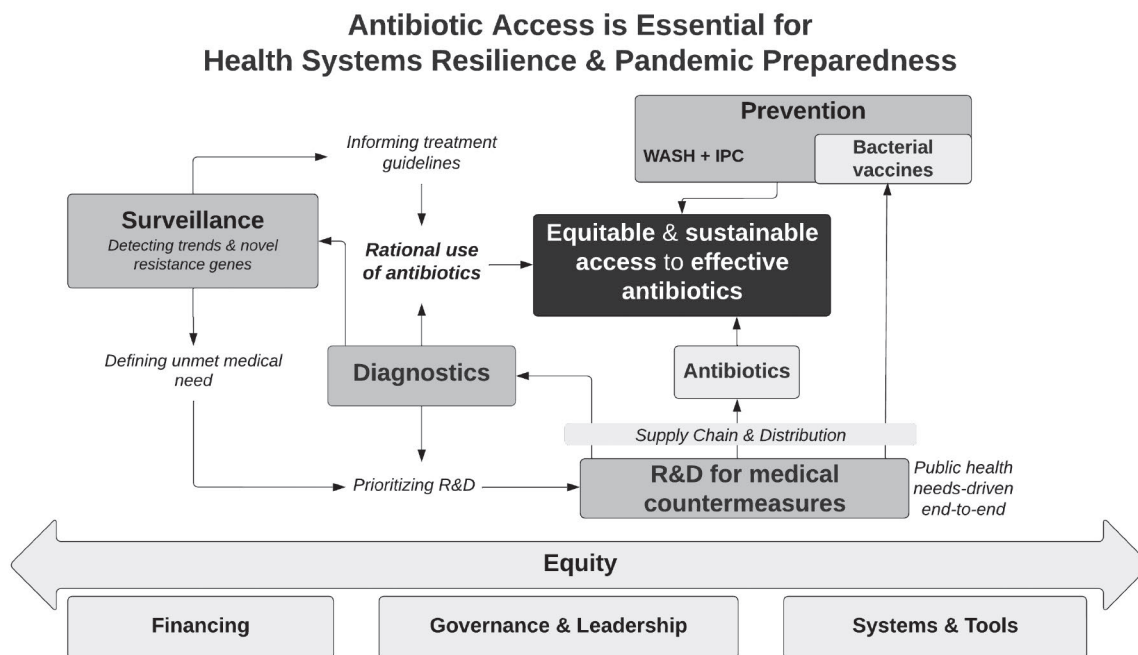 Antibiotic Access is Essential for
Health Systems Resilience & Pandemic Preparedness
Prevention
WASH + IPC
Bacterial
vaccines
Informing treatment
guidelines
Surveillance
Detecting trends & novel
resistance genes
Rational use
of antibiotics
Equitable & sustainable
access to effective
antibiotics
Defining unmet medical
need
Diagnostics
Antibiotics
Supply Chain & Distribution
Prioritizing R&D
R&D for medical
countermeasures
Public health
needs-driven
end-to-end
Equity
Financing
Governance & Leadership
Systems & Tools